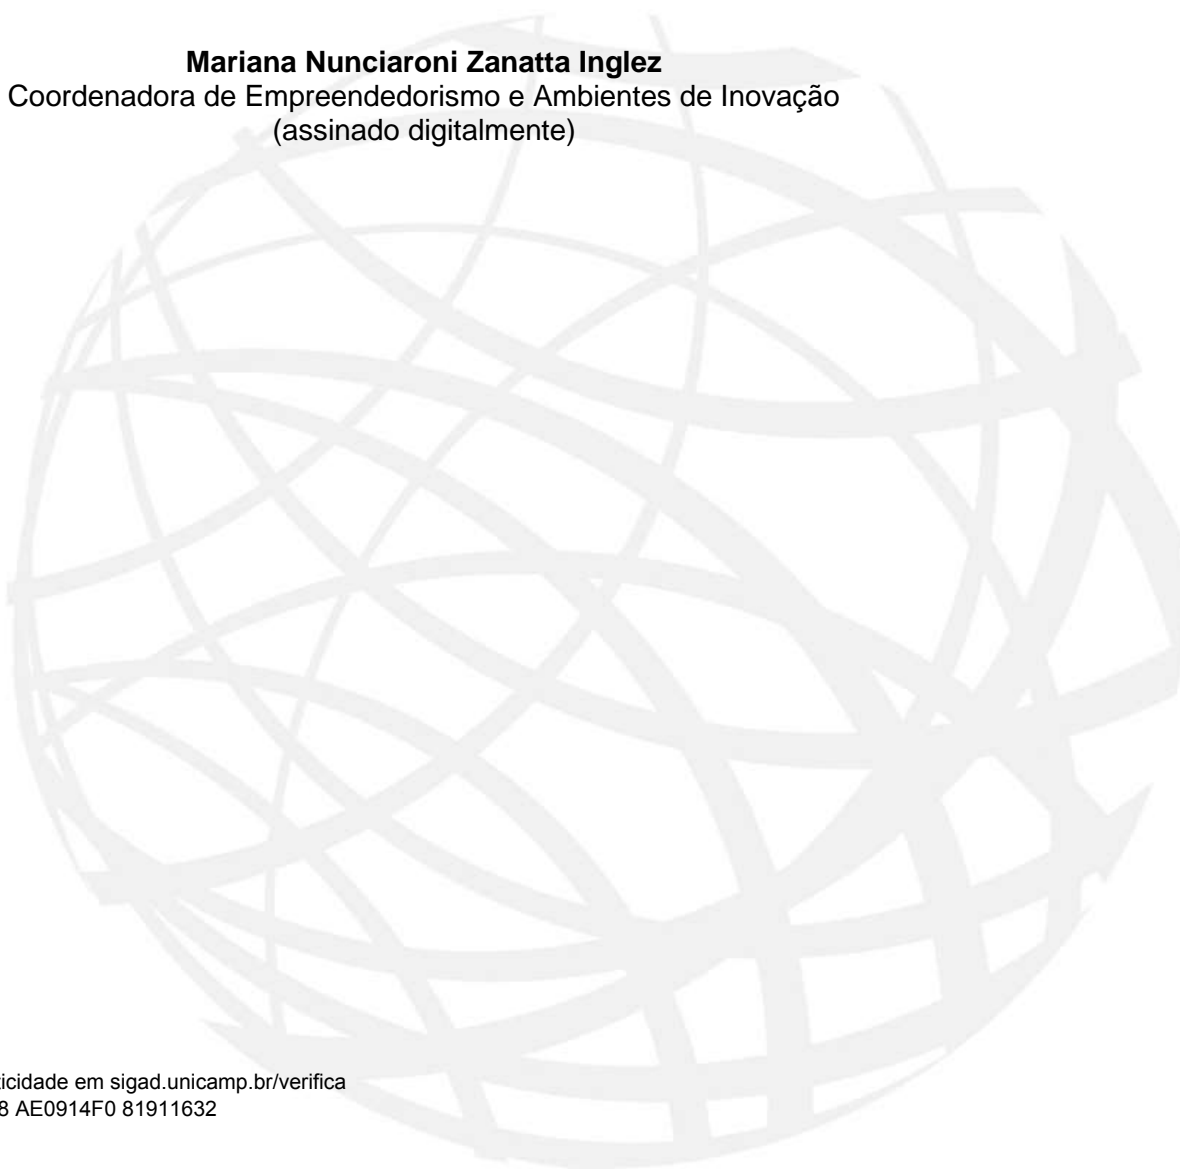 Mariana Nunciaroni Zanatta Inglez
Coordenadora de Empreendedorismo e Ambientes de Inovação
(assinado digitalmente)
ticidade em sigad.unicamp.br/verifica
8 AE0914F0 81911632